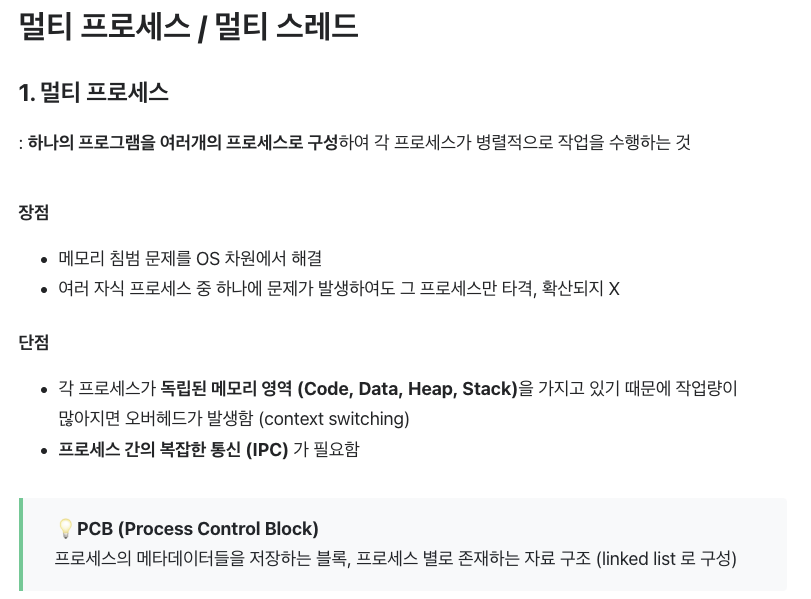 멀티 프로세스 / 멀티 스레드
1. 멀티 프로세스
: 하나의 프로그램을 여러개의 프로세스로 구성하여 각 프로세스가 병렬적으로 작업을 수행하는 것
장점
• 메모리 침범 문제를 OS 차원에서 해결
• 여러 자식 프로세스 중 하나에 문제가 발생하여도 그 프로세스만 타격, 확산되지 X
단점
• 각 프로세스가 독립된 메모리 영역 (Code, Data, Heap, Stack)을 가지고 있기 때문에 작업량이
많아지면 오버헤드가 발생함 (context switching)
• 프로세스 간의 복잡한 통신 (IPC) 가 필요함
💡PCB (Process Control Block)
프로세스의 메타데이터들을 저장하는 블록, 프로세스 별로 존재하는 자료 구조 (linked list 로 구성)